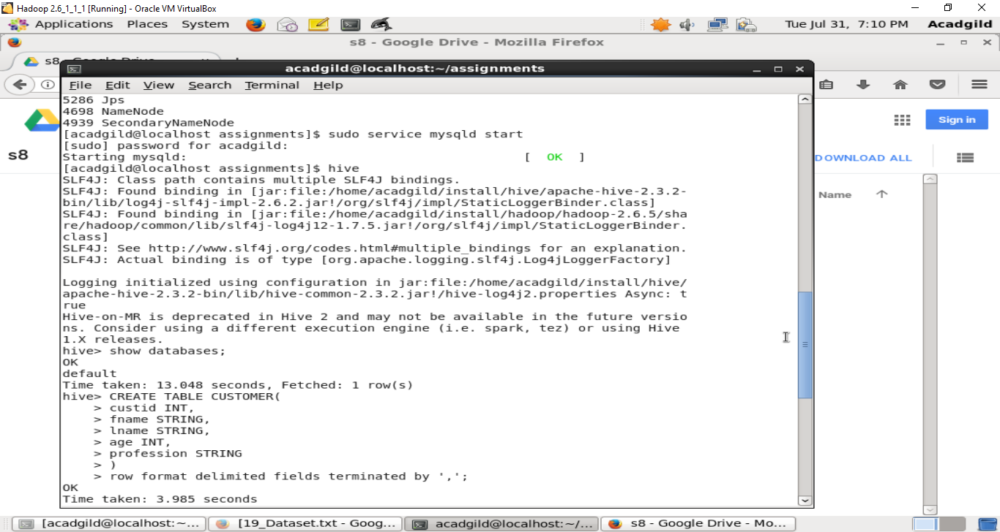 Hadoop 2.6_1_1_1 [Running] - Oracle VM VirtualBox
Applications Places System Tue Jul 31, 7:10 PM Acadgild
s8 - Google Drive - Mozilla Firefox
s8 - Google Drive
acadgild@localhost:~/assignments
File Edit View Search Terminal Help
5286 Jps
4698 NameNode
4939 SecondaryNameNode
[acadgild@localhost assignments]$ sudo service mysqld start
[sudo] password for acadgild:
Starting mysqld: [ OK ]
[acadgild@localhost assignments]$ hive
SLF4J: Class path contains multiple SLF4J bindings.
SLF4J: Found binding in [jar:file:/home/acadgild/install/hive/apache-hive-2.3.2-
bin/lib/log4j-slf4j-impl-2.6.2.jar!/org/slf4j/impl/StaticLoggerBinder.class]
SLF4J: Found binding in [jar:file:/home/acadgild/install/hadoop/hadoop-2.6.5/sha
re/hadoop/common/lib/slf4j-log4j12-1.7.5.jar!/org/slf4j/impl/StaticLoggerBinder.
class]
SLF4J: See http://www.slf4j.org/codes.html#multiple_bindings for an explanation.
SLF4J: Actual binding is of type [org.apache.logging.slf4j.Log4jLoggerFactory]
Logging initialized using configuration in jar:file:/home/acadgild/install/hive/
apache-hive-2.3.2-bin/lib/hive-common-2.3.2.jar!/hive-log4j2.properties Async: t
rue
Hive-on-MR is deprecated in Hive 2 and may not be available in the future versio
ns. Consider using a different execution engine (i.e. spark, tez) or using Hive
1.X releases.
hive> show databases;
OK
default
Time taken: 13.048 seconds, Fetched: 1 row(s)
hive> CREATE TABLE CUSTOMER(
> custid INT,
> fname STRING,
> lname STRING,
> age INT,
> profession STRING
> )
> row format delimited fields terminated by ',';
OK
Time taken: 3.985 seconds
Sign in
s8
DOWNLOAD ALL
Name
[acadgild@localhost:~... [19_Dataset.txt - Goog... acadgild@localhost:~/... s8 - Google Drive - Mo...